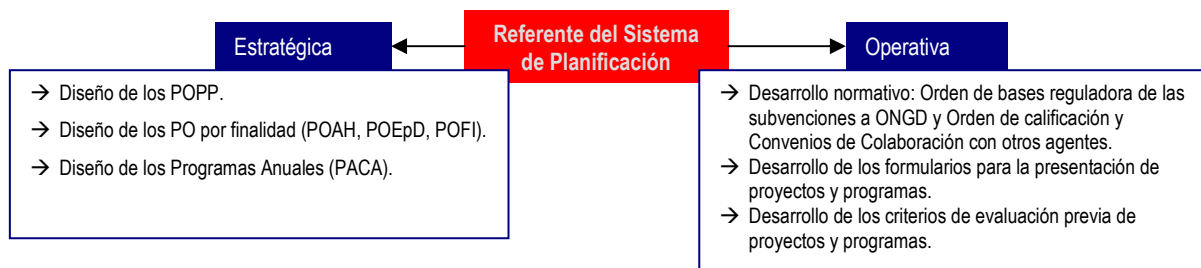 Referente del Sistema
de Planificación
Estratégica
→ Diseño de los POPP.
→ Diseño de los PO por finalidad (POAH, POEpD, POFI).
→ Diseño de los Programas Anuales (PACA).
Operativa
→ Desarrollo normativo: Orden de bases reguladora de las
subvenciones a ONGD y Orden de calificación y
Convenios de Colaboración con otros agentes.
→ Desarrollo de los formularios para la presentación de
proyectos y programas.
→ Desarrollo de los criterios de evaluación previa de
proyectos y programas.